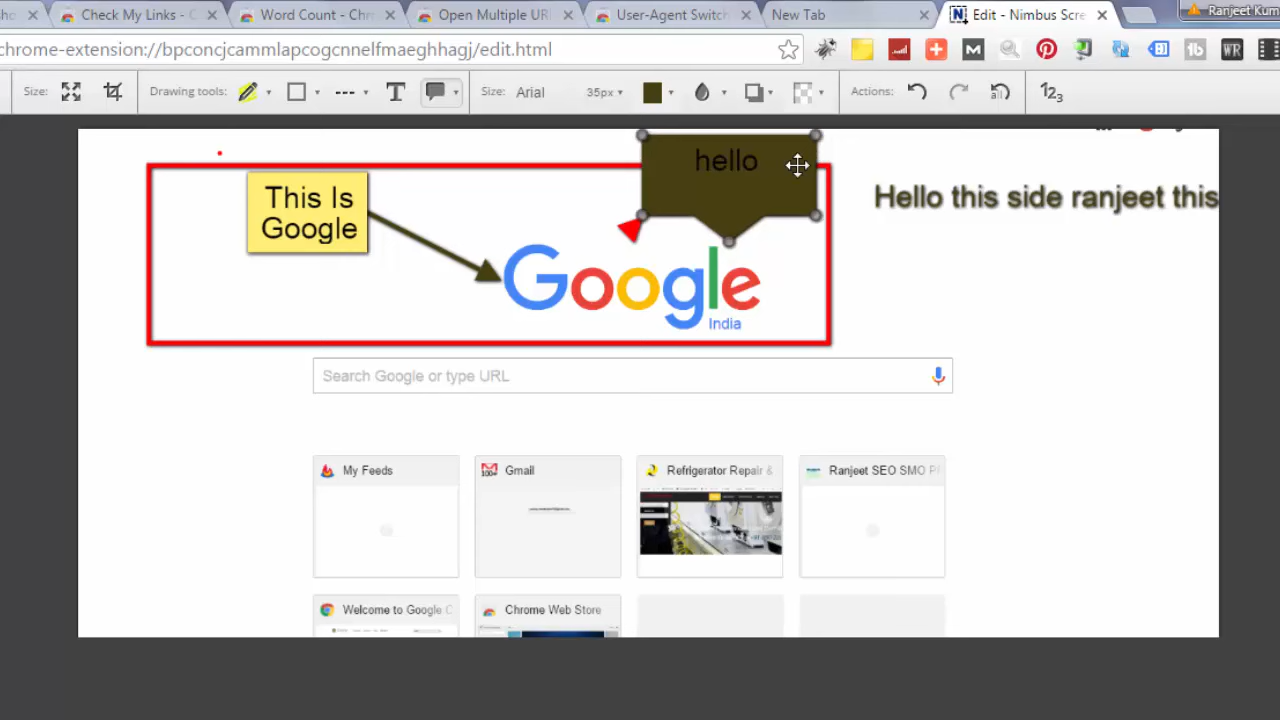 Check My Links - C
Word Count - Chr
Open Multiple UR
User-Agent Switch
New Tab
Edit - Nimbus Scre
Ranjeet Kum
chrome-extension://bpconcjcammlapcogcnnelfmaeghhagj/edit.html
Size:
Drawing tools:
T
Size:
Arial
35px
Actions:
123
hello
This Is
Google
Hello this side ranjeet this
Google
India
Search Google or type URL
My Feeds
Gmail
Refrigerator Repair &
Ranjeet SEO SMO P
Welcome to Google C
Chrome Web Store